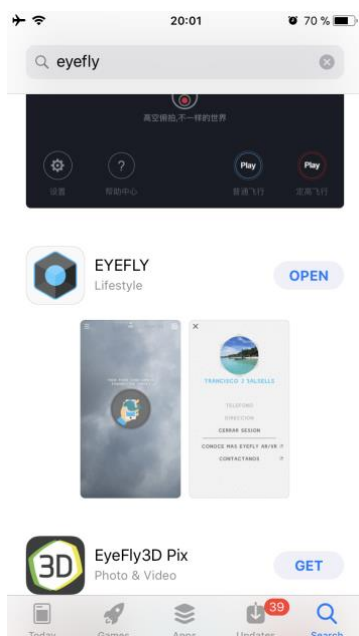 20:01
70 %
eyefly
高空俯拍,不一样的世界
Play
Play
设置
帮助中心
普通飞行
定高飞行
EYEFLY
Lifestyle
OPEN
FRANCISCO J SALSELLS
TELEFONO
DIRECCION
CERRAR SESION
CONOCE MAS EYEFLY AR/VR
CONTACTANOS
3D
EyeFly3D Pix
Photo & Video
GET
39
Today
Games
Apps
Updates
Search